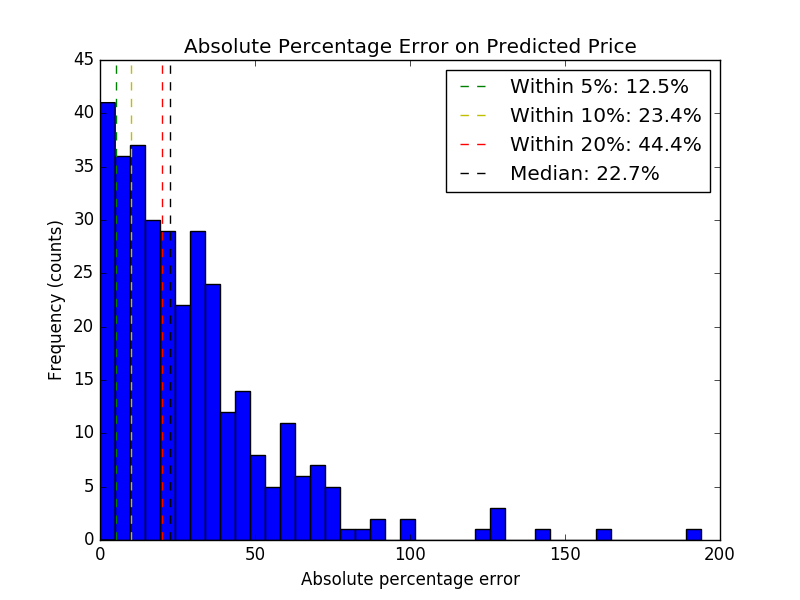 Absolute Percentage Error on Predicted Price
45
40
35
30
25
20
15
10
5
0
Frequency (counts)
Within 5%: 12.5%
Within 10%: 23.4%
Within 20%: 44.4%
Median: 22.7%
0 50 100 150 200
Absolute percentage error